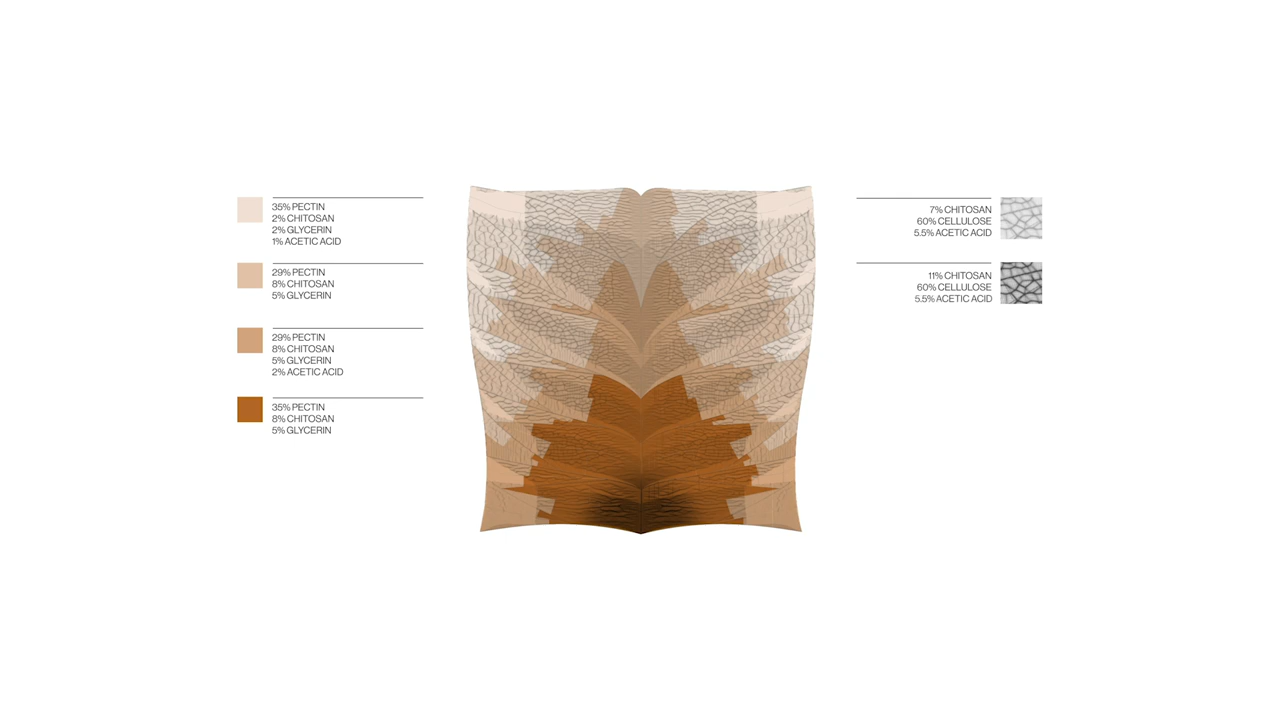 35% PECTIN
2% CHITOSAN
2% GLYCERIN
1% ACETIC ACID
29% PECTIN
8% CHITOSAN
5% GLYCERIN
29% PECTIN
8% CHITOSAN
5% GLYCERIN
2% ACETIC ACID
35% PECTIN
8% CHITOSAN
5% GLYCERIN
7% CHITOSAN
60% CELLULOSE
5.5% ACETIC ACID
11% CHITOSAN
60% CELLULOSE
5.5% ACETIC ACID